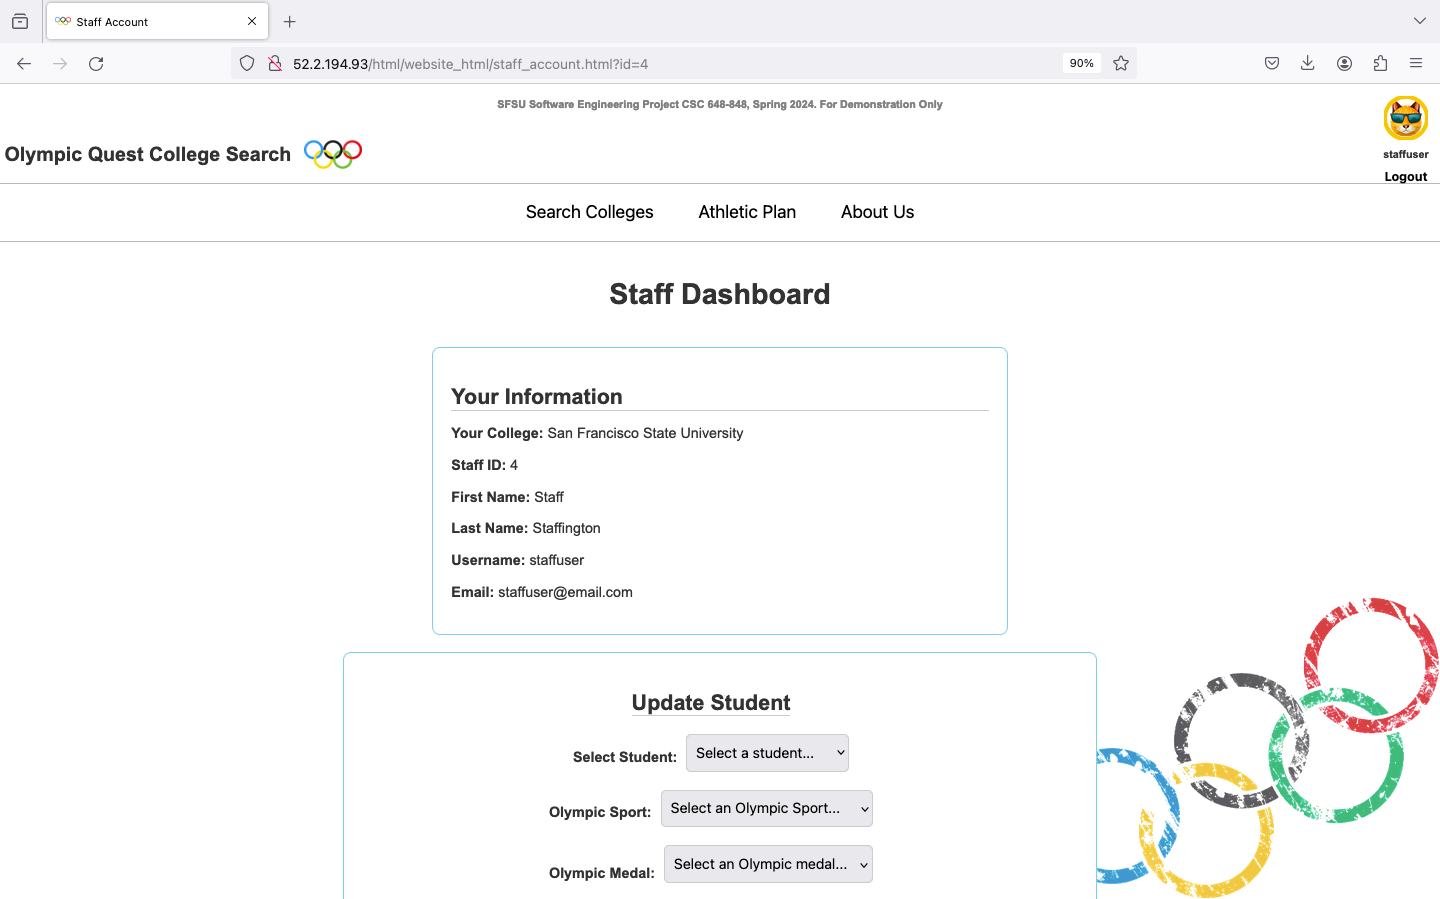 Staff Account
52.2.194.93/html/website_html/staff_account.html?id=4
90%
SFSU Software Engineering Project CSC 648-848, Spring 2024. For Demonstration Only
Olympic Quest College Search
staffuser
Logout
Search Colleges
Athletic Plan
About Us
Staff Dashboard
Your Information
Your College: San Francisco State University
Staff ID: 4
First Name: Staff
Last Name: Staffington
Username: staffuser
Email: staffuser@email.com
Update Student
Select Student: Select a student...
Olympic Sport: Select an Olympic Sport...
Olympic Medal: Select an Olympic medal...